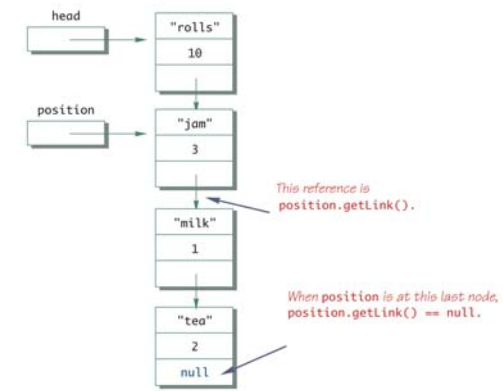 head
"rolls"
10
position
"jam"
3
This reference is
position.getLink().
"milk"
1
When position is at this last node,
position.getLink() == null.
"tea"
2
null